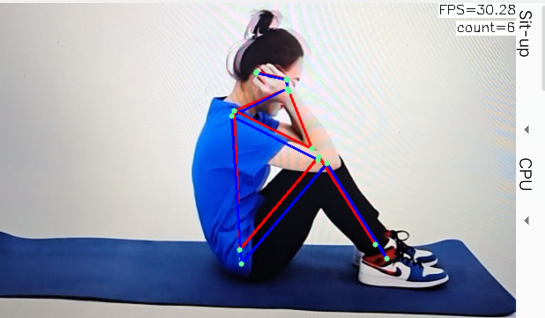 FPS=30.28
count=6
Sit-up
CPU